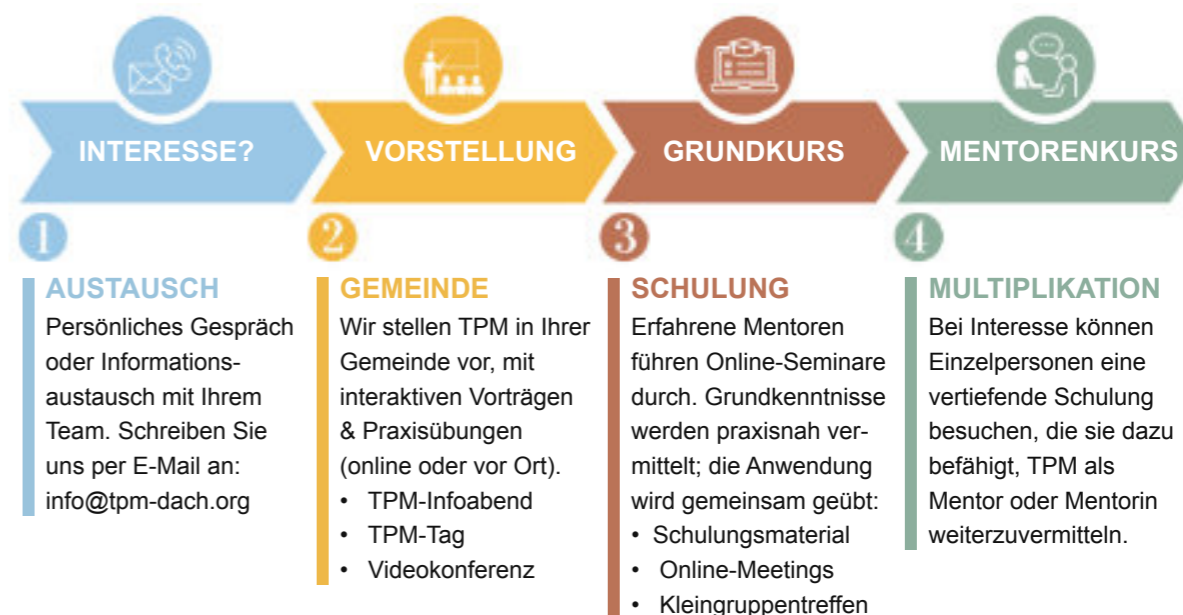 INTERESSE?
VORSTELLUNG
GRUNDKURS
MENTORENKURS
1
AUSTAUSCH
Persönliches Gespräch
oder Informations-
austausch mit Ihrem
Team. Schreiben Sie
uns per E-Mail an:
info@tpm-dach.org
2
GEMEINDE
Wir stellen TPM in Ihrer
Gemeinde vor, mit
interaktiven Vorträgen
& Praxisübungen
(online oder vor Ort).
• TPM-Infoabend
• TPM-Tag
• Videokonferenz
3
SCHULUNG
Erfahrene Mentoren
führen Online-Seminare
durch. Grundkenntnisse
werden praxisnah ver-
mittelt; die Anwendung
wird gemeinsam geübt:
• Schulungsmaterial
• Online-Meetings
• Kleingruppentreffen
4
MULTIPLIKATION
Bei Interesse können
Einzelpersonen eine
vertiefende Schulung
besuchen, die sie dazu
befähigt, TPM als
Mentor oder Mentorin
weiterzuvermitteln.